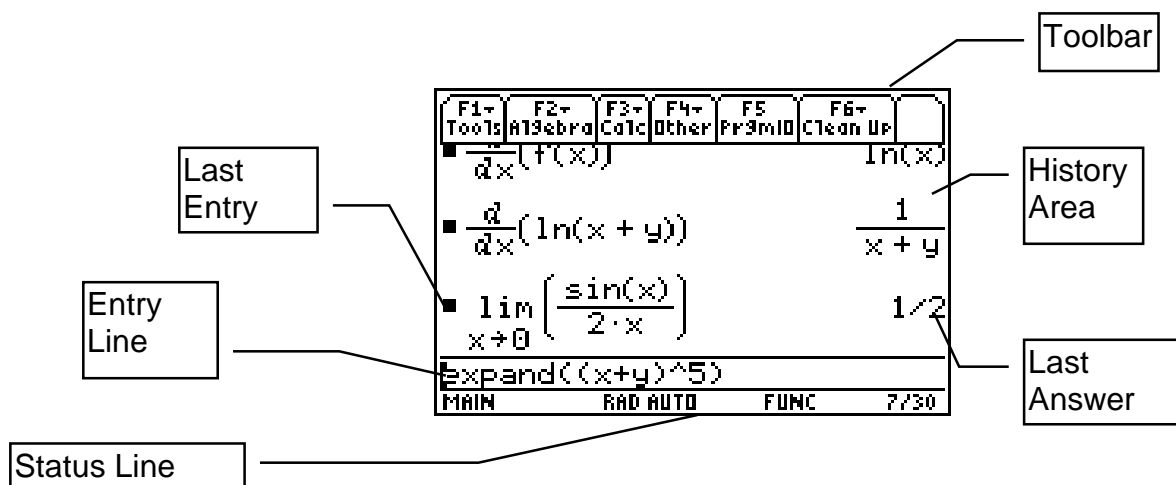 Toolbar
F1 F2 F3 F4 F5 F6
Tools Algebra Calc Other PrgmIO Clean Up
d/dx(f(x)) ln(x)
d/dx(ln(x + y)) 1/(x + y)
lim x→0 (sin(x)/(2·x)) 1/2
expand((x+y)^5)
MAIN RAD AUTO FUNC 7/30
Last
Entry
History
Area
Entry
Line
Last
Answer
Status Line